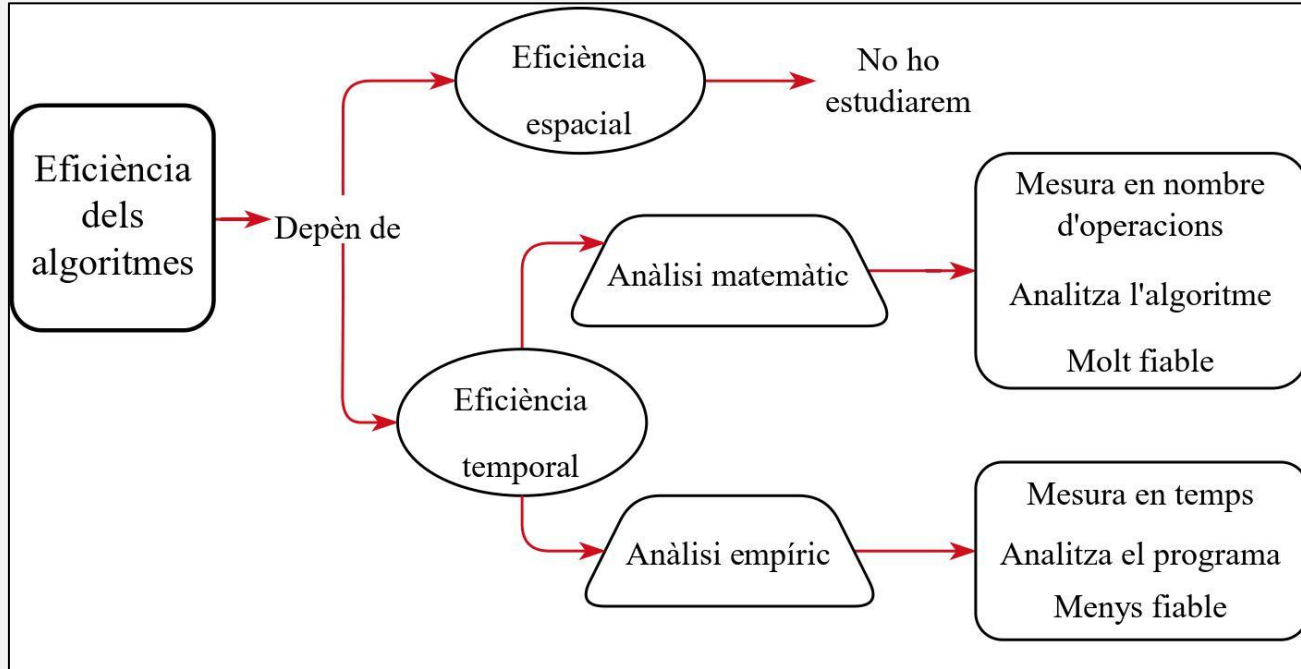 Eficiència
dels
algoritmes
Depèn de
Eficiència
espacial
No ho
estudiarem
Eficiència
temporal
Anàlisi matemàtic
Mesura en nombre
d'operacions
Analitza l'algoritme
Molt fiable
Anàlisi empíric
Mesura en temps
Analitza el programa
Menys fiable